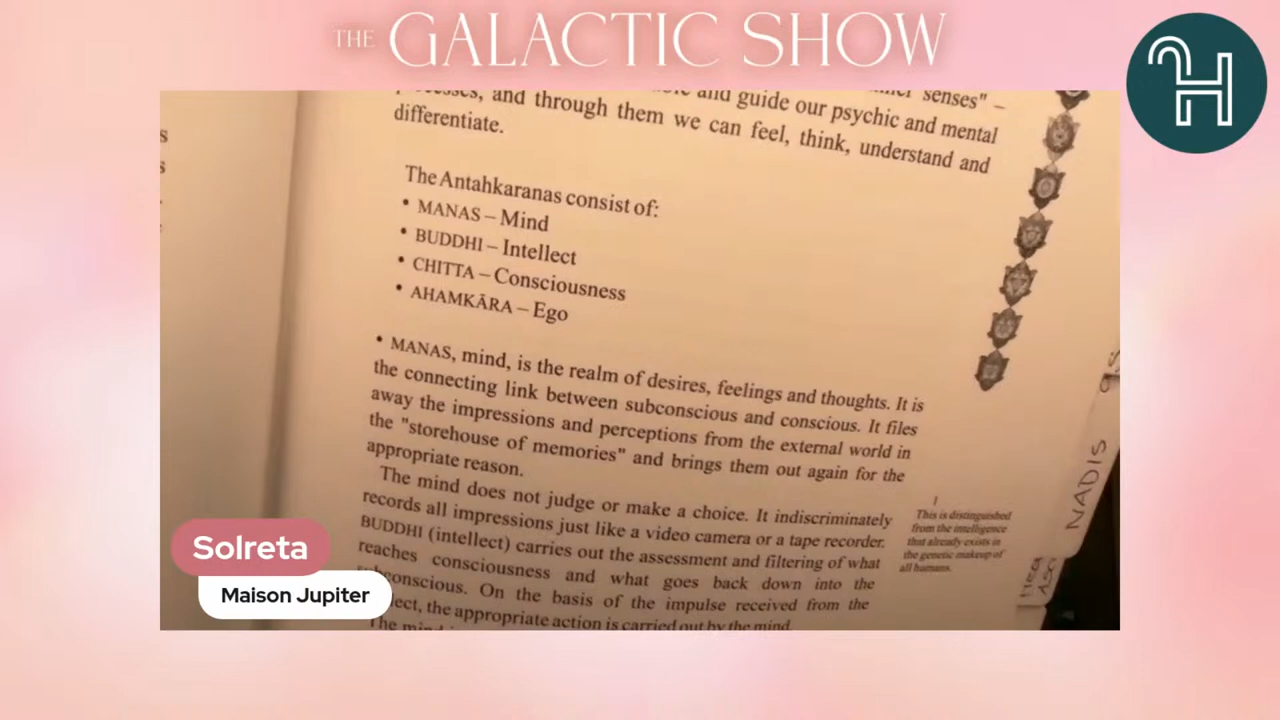 THE GALACTIC SHOW
H
s
s
senses" –
and guide our psychic and mental
and through them we can feel, think, understand and
differentiate.
The Antahkaranas consist of:
• MANAS – Mind
• BUDDHI – Intellect
• CHITTA – Consciousness
• AHAMKĀRA – Ego
• MANAS, mind, is the realm of desires, feelings and thoughts. It is
the connecting link between subconscious and conscious. It files
away the impressions and perceptions from the external world in
the "storehouse of memories" and brings them out again for the
appropriate reason.
The mind does not judge or make a choice. It indiscriminately
records all impressions just like a video camera or a tape recorder.
BUDDHI (intellect) carries out the assessment and filtering of what
reaches consciousness and what goes back down into the
subconscious. On the basis of the impulse received from the
the appropriate action is carried out by the mind.
The
1
This is distinguished
from the intelligence
that already exists in
the genetic makeup of
all humans.
NADIS
Solreta
Maison Jupiter